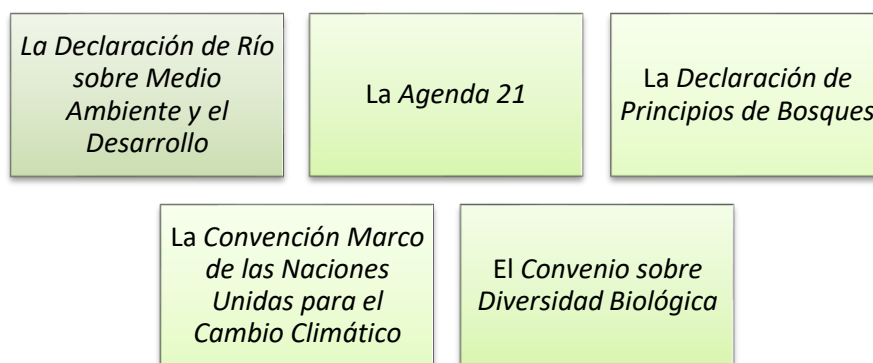 La Declaración de Río
sobre Medio
Ambiente y el
Desarrollo
La Agenda 21
La Declaración de
Principios de Bosques
La Convención Marco
de las Naciones
Unidas para el
Cambio Climático
El Convenio sobre
Diversidad Biológica